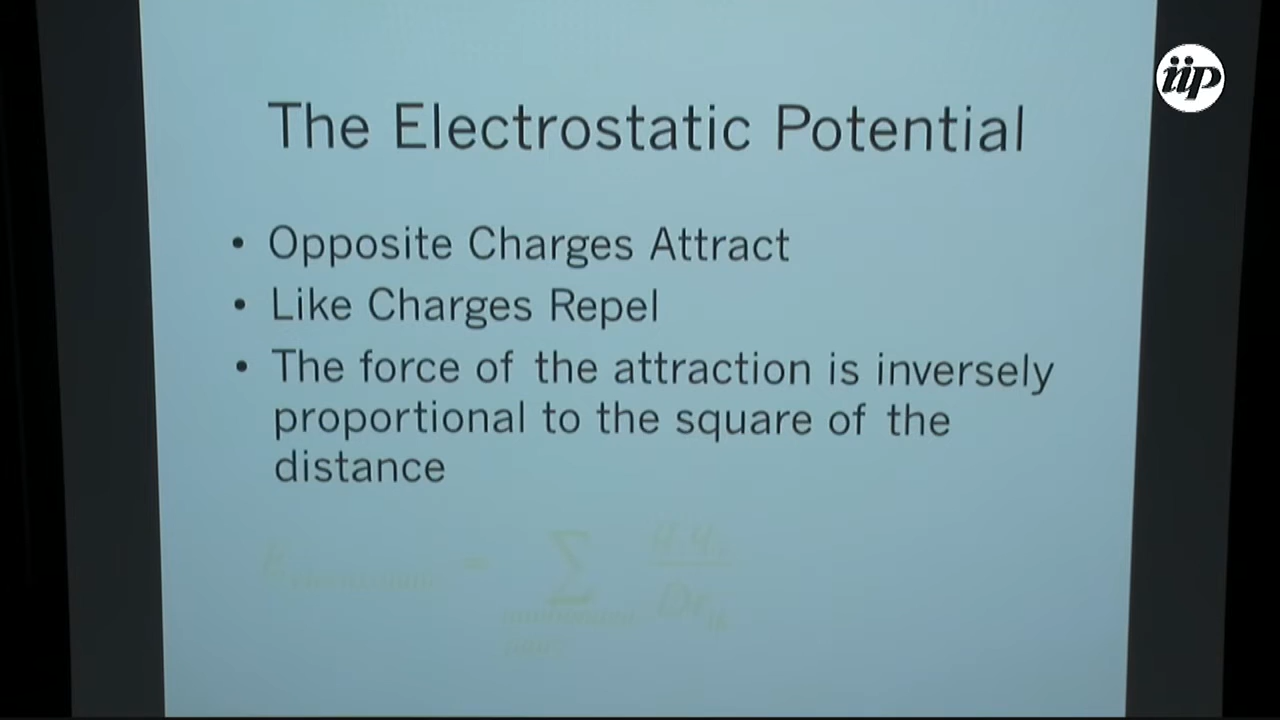 iip
The Electrostatic Potential
• Opposite Charges Attract
• Like Charges Repel
• The force of the attraction is inversely
proportional to the square of the
distance